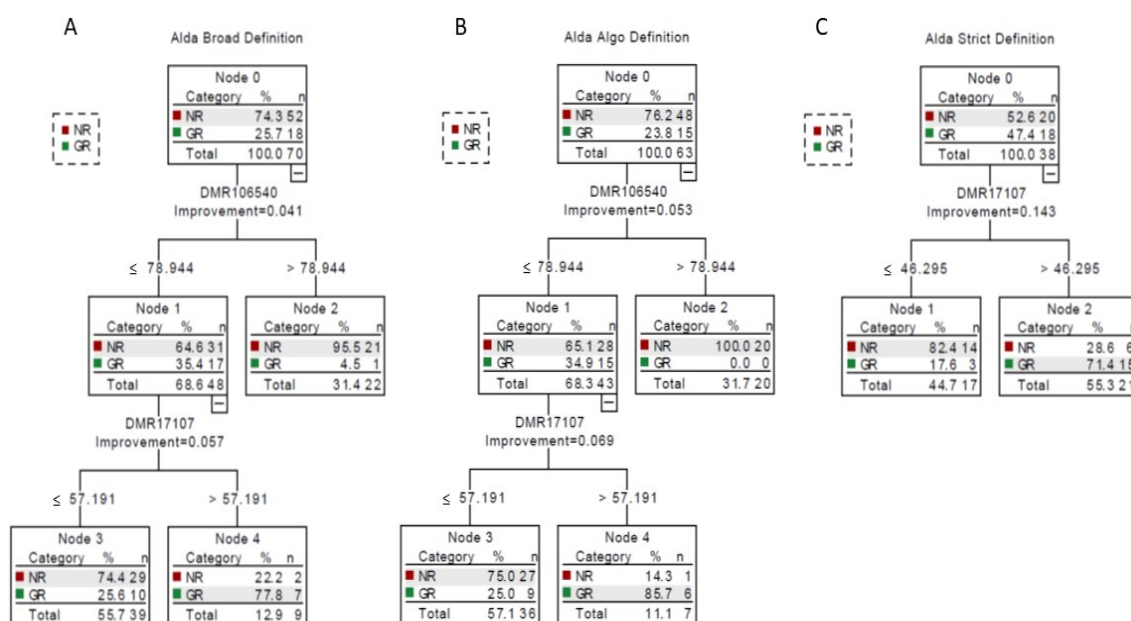 A
Alda Broad Definition
NR
GR
Node 0
Category % n
NR 74.3 52
GR 25.7 18
Total 100.0 70
DMR106540
Improvement=0.041
≤ 78.944
> 78.944
Node 1
Category % n
NR 64.6 31
GR 35.4 17
Total 68.6 48
Node 2
Category % n
NR 95.5 21
GR 4.5 1
Total 31.4 22
DMR17107
Improvement=0.057
≤ 57.191
> 57.191
Node 3
Category % n
NR 74.4 29
GR 25.6 10
Total 55.7 39
Node 4
Category % n
NR 22.2 2
GR 77.8 7
Total 12.9 9
B
Alda Algo Definition
NR
GR
Node 0
Category % n
NR 76.2 48
GR 23.8 15
Total 100.0 63
DMR106540
Improvement=0.053
≤ 78.944
> 78.944
Node 1
Category % n
NR 65.1 28
GR 34.9 15
Total 68.3 43
Node 2
Category % n
NR 100.0 20
GR 0.0 0
Total 31.7 20
DMR17107
Improvement=0.069
≤ 57.191
> 57.191
Node 3
Category % n
NR 75.0 27
GR 25.0 9
Total 57.1 36
Node 4
Category % n
NR 14.3 1
GR 85.7 6
Total 11.1 7
C
Alda Strict Definition
NR
GR
Node 0
Category % n
NR 52.6 20
GR 47.4 18
Total 100.0 38
DMR17107
Improvement=0.143
≤ 46.295
> 46.295
Node 1
Category % n
NR 82.4 14
GR 17.6 3
Total 44.7 17
Node 2
Category % n
NR 28.6 6
GR 71.4 15
Total 55.3 21